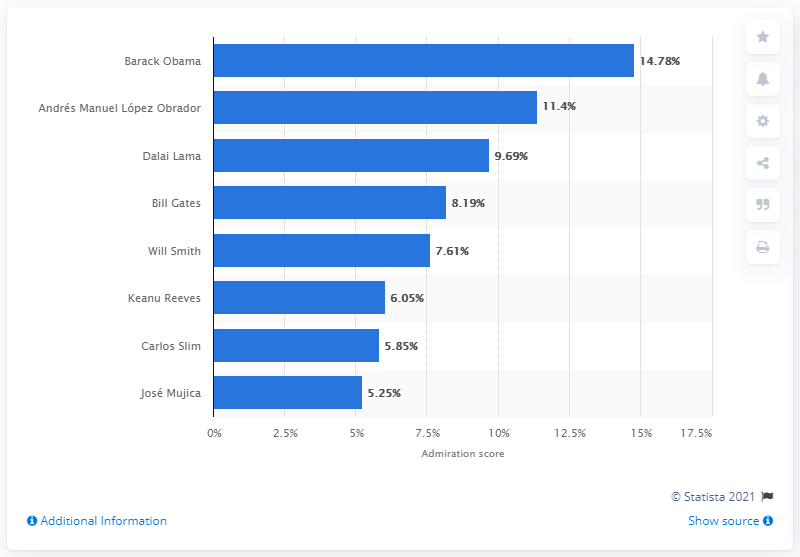 Barack Obama 14.78%
Andrés Manuel López Obrador 11.4%
Dalai Lama 9.69%
Bill Gates 8.19%
Will Smith 7.61%
Keanu Reeves 6.05%
Carlos Slim 5.85%
José Mujica 5.25%
0% 2.5% 5% 7.5% 10% 12.5% 15% 17.5%
Admiration score
© Statista 2021
Additional Information Show source